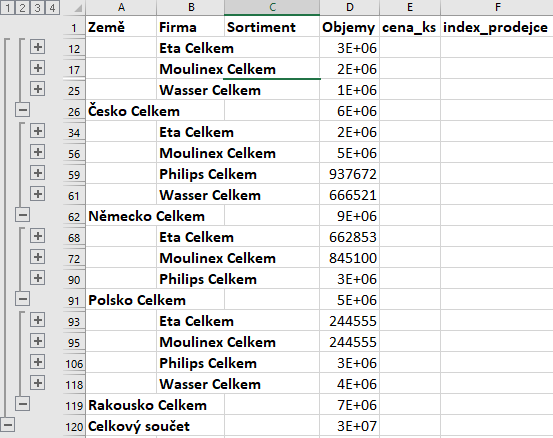 1 2 3 4 A B C D E F
1 Země Firma Sortiment Objemy cena_ks index_prodejce
12 Eta Celkem 3E+06
17 Moulinex Celkem 2E+06
25 Wasser Celkem 1E+06
26 Česko Celkem 6E+06
34 Eta Celkem 2E+06
56 Moulinex Celkem 5E+06
59 Philips Celkem 937672
61 Wasser Celkem 666521
62 Německo Celkem 9E+06
68 Eta Celkem 662853
72 Moulinex Celkem 845100
90 Philips Celkem 3E+06
91 Polsko Celkem 5E+06
93 Eta Celkem 244555
95 Moulinex Celkem 244555
106 Philips Celkem 3E+06
118 Wasser Celkem 4E+06
119 Rakousko Celkem 7E+06
120 Celkový součet 3E+07